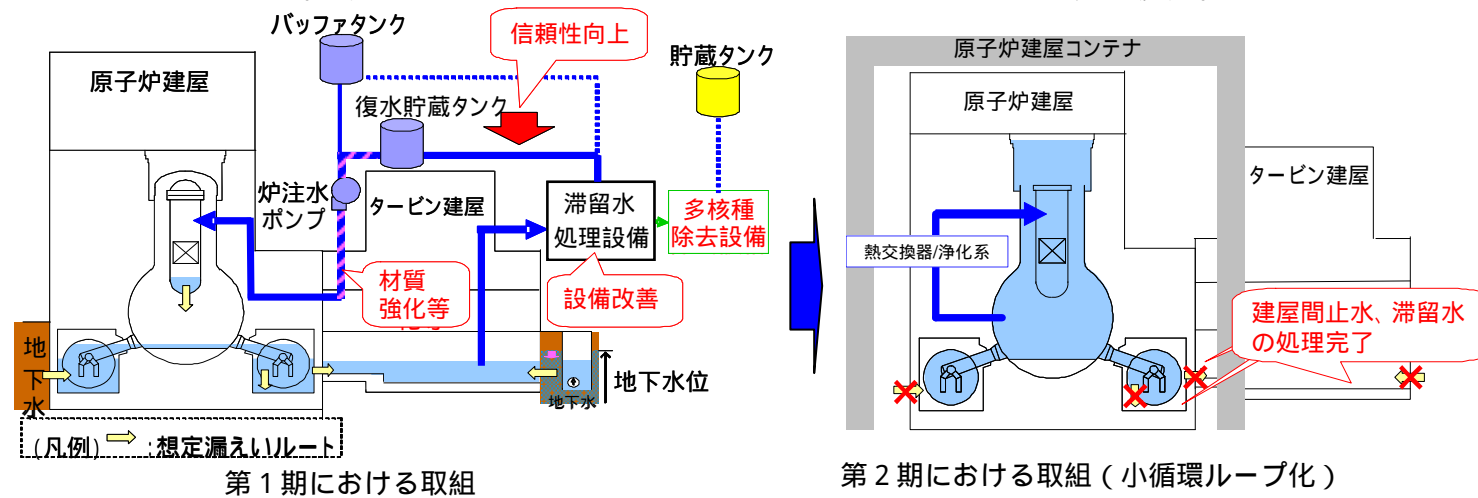 バッファタンク
信頼性向上
貯蔵タンク
原子炉建屋
復水貯蔵タンク
炉注水
ポンプ
タービン建屋
滞留水
処理設備
多核種
除去設備
材質
強化等
設備改善
地
下
水
地下水
地下水位
(凡例)
:想定漏えいルート
第1期における取組
原子炉建屋コンテナ
原子炉建屋
タービン建屋
熱交換器/浄化系
建屋間止水、滞留水
の処理完了
第2期における取組(小循環ループ化)